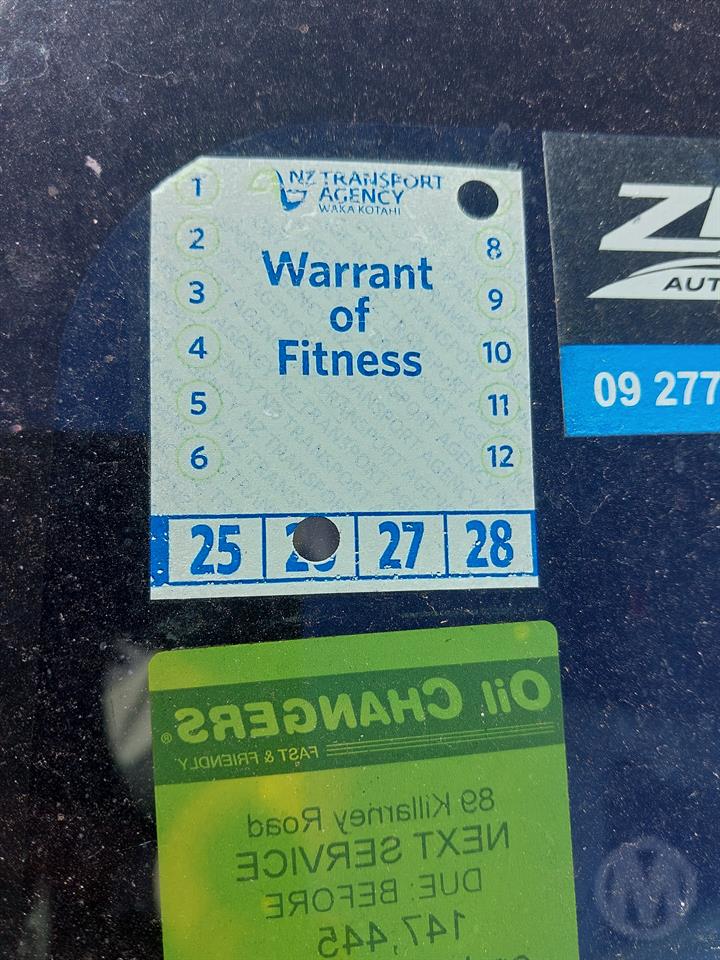 NZ TRANSPORT
AGENCY
WAKA KOTAHI
Warrant
of
Fitness
1
2
3
4
5
6
8
9
10
11
12
25 27 28
AUT
09 277
Oil CHANGERS®
FAST & FRIENDLY
89 Killarney Road
NEXT SERVICE
DUE: BEFORE
147,445
M